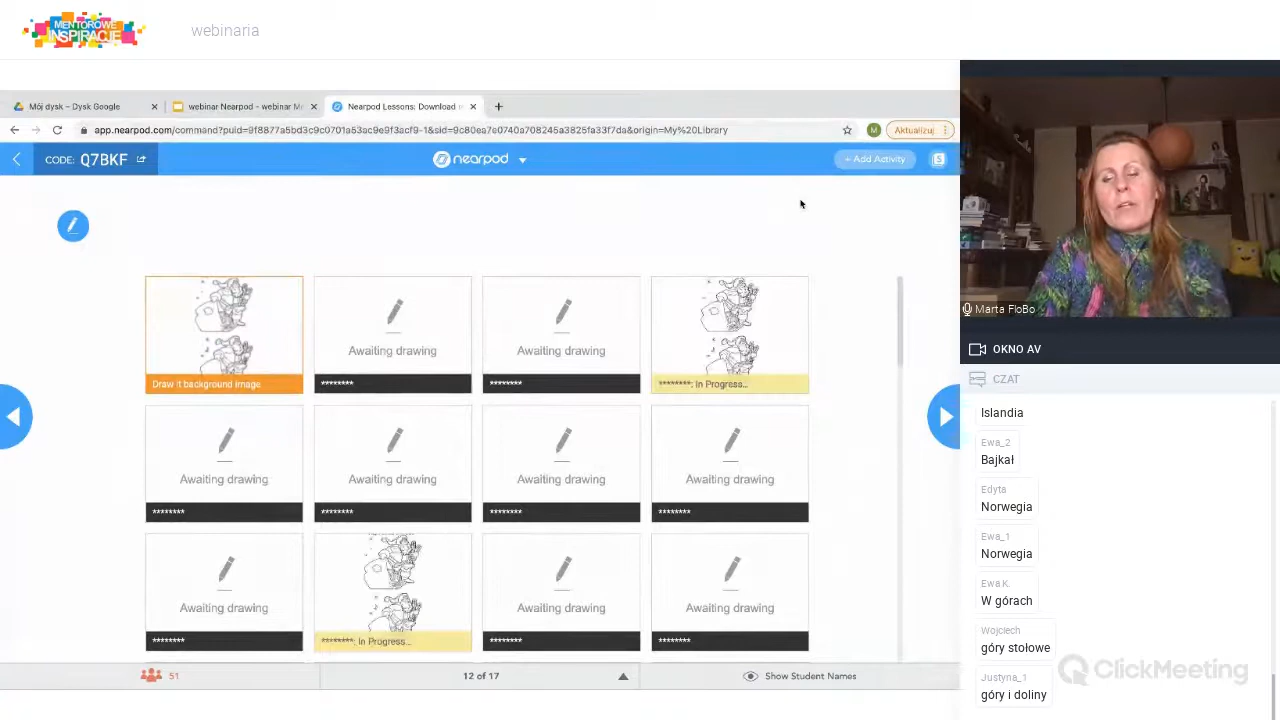 MENTOROWE
INSPIRACJE
webinaria
Mój dysk – Dysk Google
webinar Nearpod - webinar Me
Nearpod Lessons: Download r
app.nearpod.com/command?puid=9f8877a5bd3c9c0701a53ac9e9f3acf9-1&sid=9c80ea7e0740a708245a3825fa33f7da&origin=My%20Library
M
Aktualizuj
CODE: Q7BKF
nearpod
+ Add Activity
Draw It background image
Awaiting drawing
********
Awaiting drawing
********
********: In Progress...
Awaiting drawing
********
Awaiting drawing
********
Awaiting drawing
********
Awaiting drawing
********
Awaiting drawing
********
********: In Progress...
Awaiting drawing
********
Awaiting drawing
********
51
12 of 17
Show Student Names
Marta FloBo
OKNO AV
CZAT
Islandia
Ewa_2
Bajkał
Edyta
Norwegia
Ewa_1
Norwegia
Ewa K.
W górach
Wojciech
góry stołowe
Justyna_1
góry i doliny
ClickMeeting